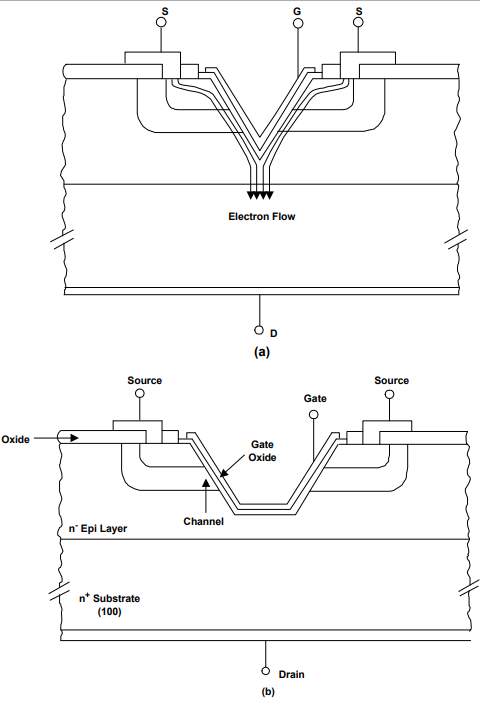 S
G
S
Electron Flow
D
(a)
Source
Source
Gate
Oxide
Gate
Oxide
Channel
n⁻ Epi Layer
n⁺ Substrate
(100)
Drain
(b)